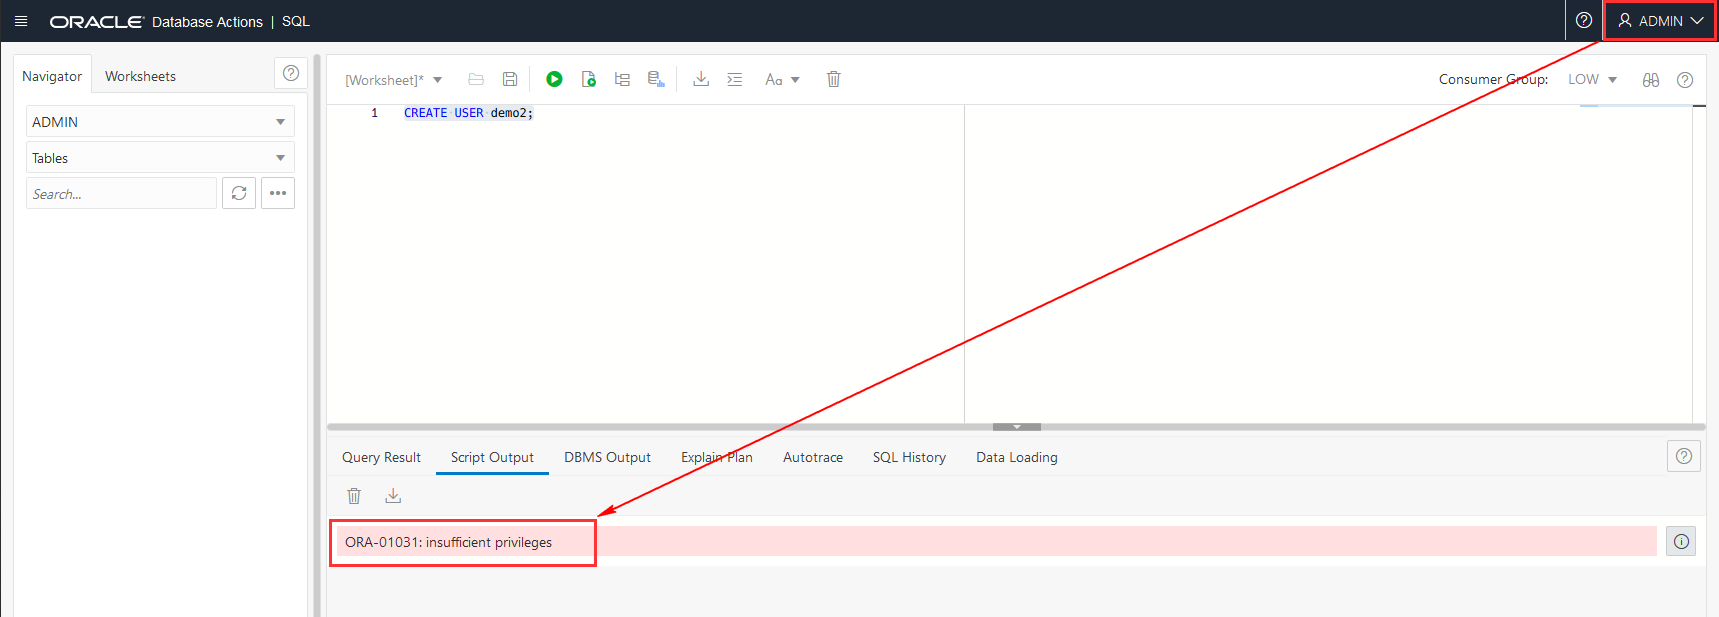 ORACLE Database Actions | SQL
ADMIN
Navigator
Worksheets
[Worksheet]*
Aa
Consumer Group:
LOW
ADMIN
Tables
Search...
1 CREATE USER demo2;
Query Result
Script Output
DBMS Output
Explain Plan
Autotrace
SQL History
Data Loading
ORA-01031: insufficient privileges